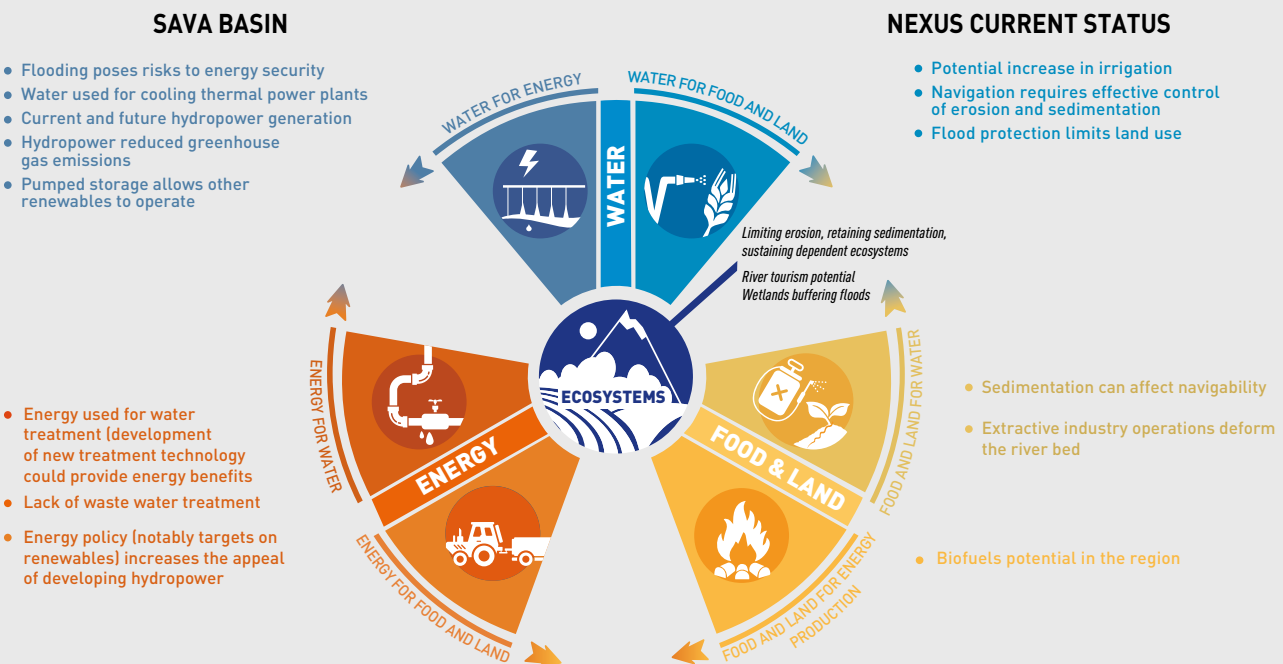 SAVA BASIN
NEXUS CURRENT STATUS
Flooding poses risks to energy security
Water used for cooling thermal power plants
Current and future hydropower generation
Hydropower reduced greenhouse
gas emissions
Pumped storage allows other
renewables to operate
WATER FOR ENERGY
WATER FOR FOOD AND LAND
WATER
Potential increase in irrigation
Navigation requires effective control
of erosion and sedimentation
Flood protection limits land use
Limiting erosion, retaining sedimentation,
sustaining dependent ecosystems
River tourism potential
Wetlands buffering floods
ECOSYSTEMS
ENERGY FOR WATER
ENERGY
ENERGY FOR FOOD AND LAND
Energy used for water
treatment (development
of new treatment technology
could provide energy benefits
Lack of waste water treatment
Energy policy (notably targets on
renewables) increases the appeal
of developing hydropower
FOOD & LAND
FOOD AND LAND FOR WATER
FOOD AND LAND FOR ENERGY
PRODUCTION
Sedimentation can affect navigability
Extractive industry operations deform
the river bed
Biofuels potential in the region